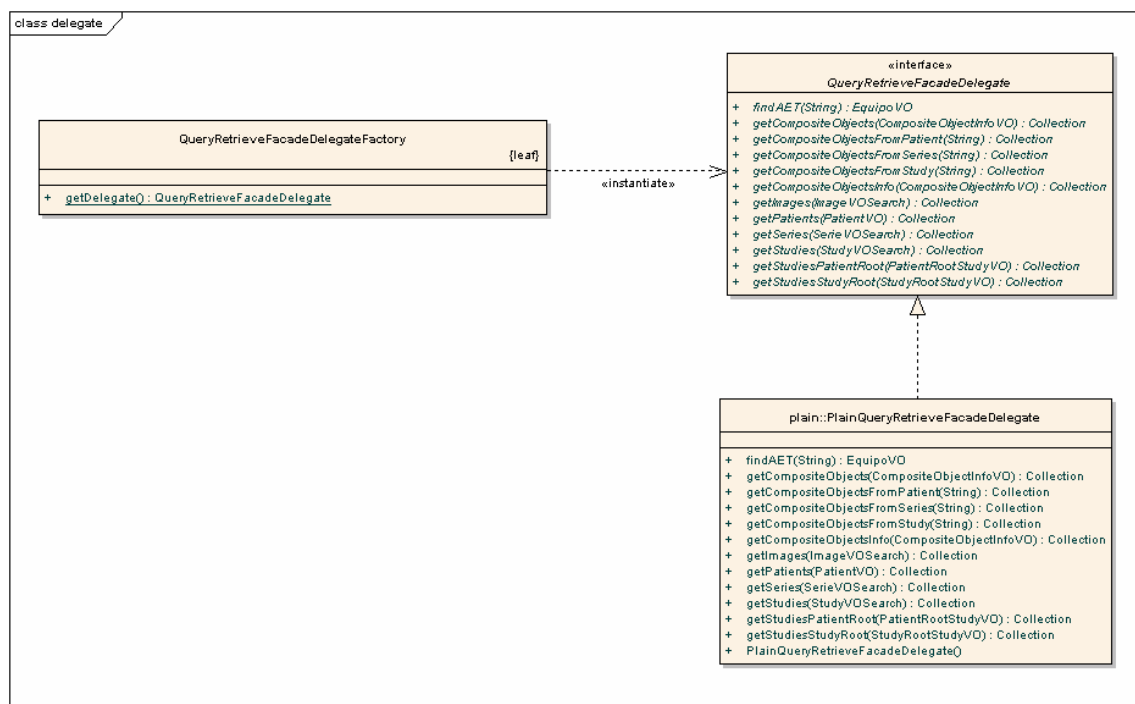 class delegate
QueryRetrieveFacadeDelegateFactory
{leaf}
+ getDelegate() : QueryRetrieveFacadeDelegate
«instantiate»
«interface»
QueryRetrieveFacadeDelegate
+ findAET(String) : EquipoVO
+ getCompositeObjects(CompositeObjectInfoVO) : Collection
+ getCompositeObjectsFromPatient(String) : Collection
+ getCompositeObjectsFromSeries(String) : Collection
+ getCompositeObjectsFromStudy(String) : Collection
+ getCompositeObjectsInfo(CompositeObjectInfoVO) : Collection
+ getImages(ImageVOSearch) : Collection
+ getPatients(PatientVO) : Collection
+ getSeries(SerieVOSearch) : Collection
+ getStudies(StudyVOSearch) : Collection
+ getStudiesPatientRoot(PatientRootStudyVO) : Collection
+ getStudiesStudyRoot(StudyRootStudyVO) : Collection
plain::PlainQueryRetrieveFacadeDelegate
+ findAET(String) : EquipoVO
+ getCompositeObjects(CompositeObjectInfoVO) : Collection
+ getCompositeObjectsFromPatient(String) : Collection
+ getCompositeObjectsFromSeries(String) : Collection
+ getCompositeObjectsFromStudy(String) : Collection
+ getCompositeObjectsInfo(CompositeObjectInfoVO) : Collection
+ getImages(ImageVOSearch) : Collection
+ getPatients(PatientVO) : Collection
+ getSeries(SerieVOSearch) : Collection
+ getStudies(StudyVOSearch) : Collection
+ getStudiesPatientRoot(PatientRootStudyVO) : Collection
+ getStudiesStudyRoot(StudyRootStudyVO) : Collection
+ PlainQueryRetrieveFacadeDelegate()